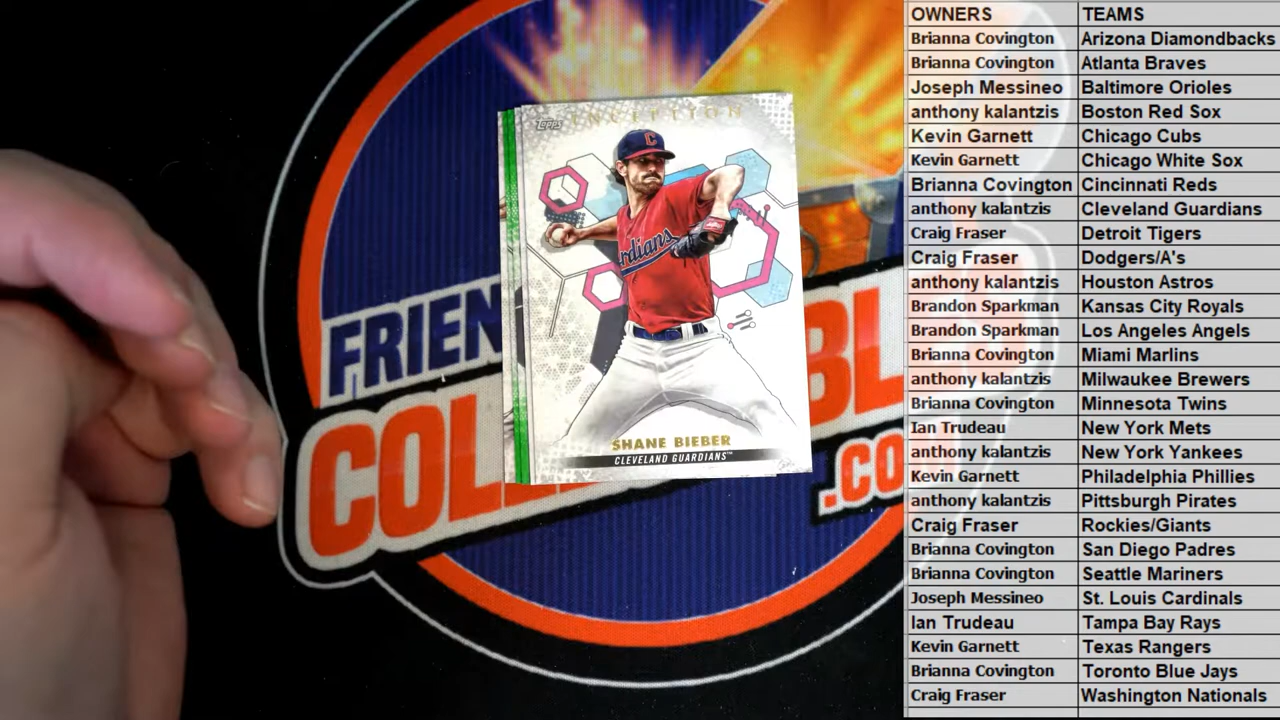 OWNERS TEAMS
Brianna Covington Arizona Diamondbacks
Brianna Covington Atlanta Braves
Joseph Messineo Baltimore Orioles
anthony kalantzis Boston Red Sox
Kevin Garnett Chicago Cubs
Kevin Garnett Chicago White Sox
Brianna Covington Cincinnati Reds
anthony kalantzis Cleveland Guardians
Craig Fraser Detroit Tigers
Craig Fraser Dodgers/A's
anthony kalantzis Houston Astros
Brandon Sparkman Kansas City Royals
Brandon Sparkman Los Angeles Angels
Brianna Covington Miami Marlins
anthony kalantzis Milwaukee Brewers
Brianna Covington Minnesota Twins
Ian Trudeau New York Mets
anthony kalantzis New York Yankees
Kevin Garnett Philadelphia Phillies
anthony kalantzis Pittsburgh Pirates
Craig Fraser Rockies/Giants
Brianna Covington San Diego Padres
Brianna Covington Seattle Mariners
Joseph Messineo St. Louis Cardinals
Ian Trudeau Tampa Bay Rays
Kevin Garnett Texas Rangers
Brianna Covington Toronto Blue Jays
Craig Fraser Washington Nationals
TOPPS INCEPTION
C
rdians
SHANE BIEBER
CLEVELAND GUARDIANS™
FRIEN
COL BL
.CO